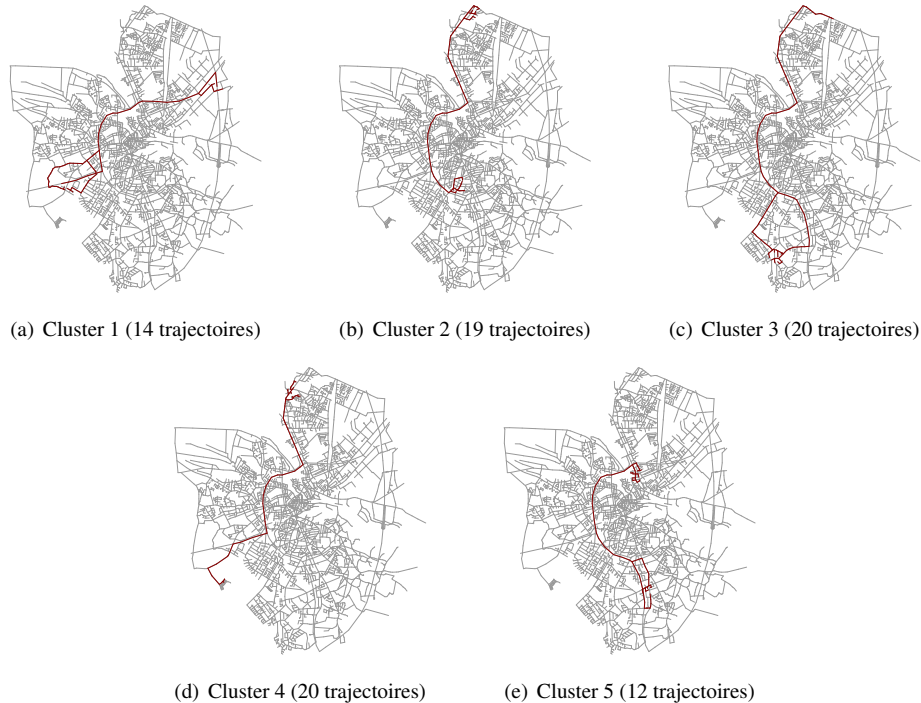 (a) Cluster 1 (14 trajectoires)
(b) Cluster 2 (19 trajectoires)
(c) Cluster 3 (20 trajectoires)
(d) Cluster 4 (20 trajectoires)
(e) Cluster 5 (12 trajectoires)